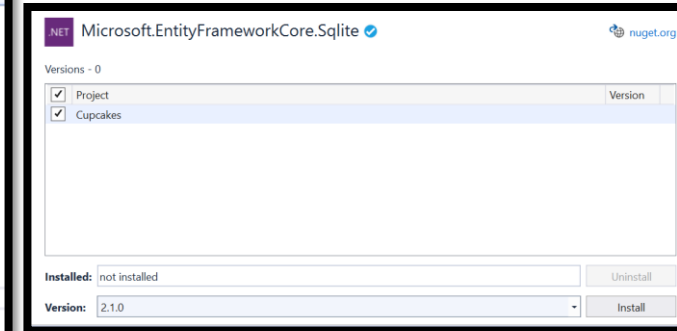 .NET Microsoft.EntityFrameworkCore.Sqlite nuget.org
Versions - 0
Project Version
Cupcakes
Installed: not installed Uninstall
Version: 2.1.0 Install